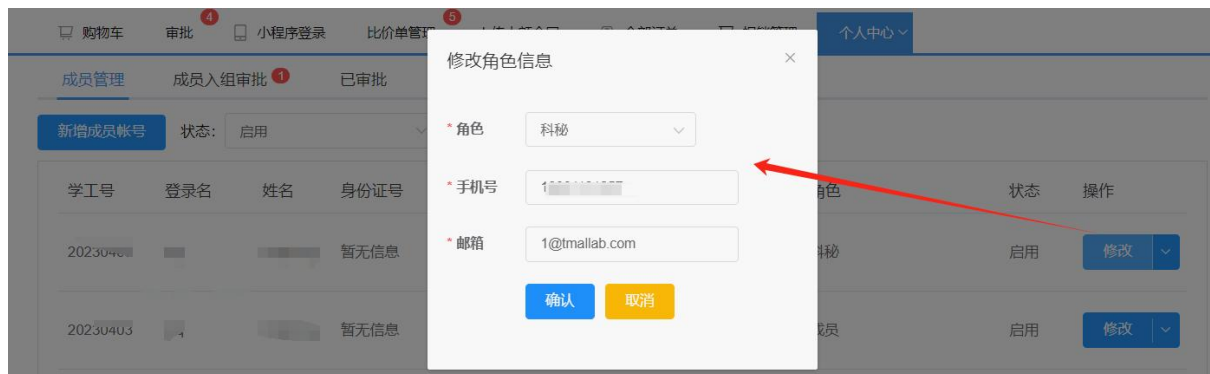 购物车 审批 4 小程序登录 比价单管理 5 个人中心
成员管理 成员入组审批 1 已审批
修改角色信息
新增成员帐号 状态: 启用
* 角色 科秘
学工号 登录名 姓名 身份证号
* 手机号
角色 状态 操作
暂无信息
* 邮箱 1@tmallab.com
科秘 启用 修改
确认 取消
20230403 暂无信息
成员 启用 修改